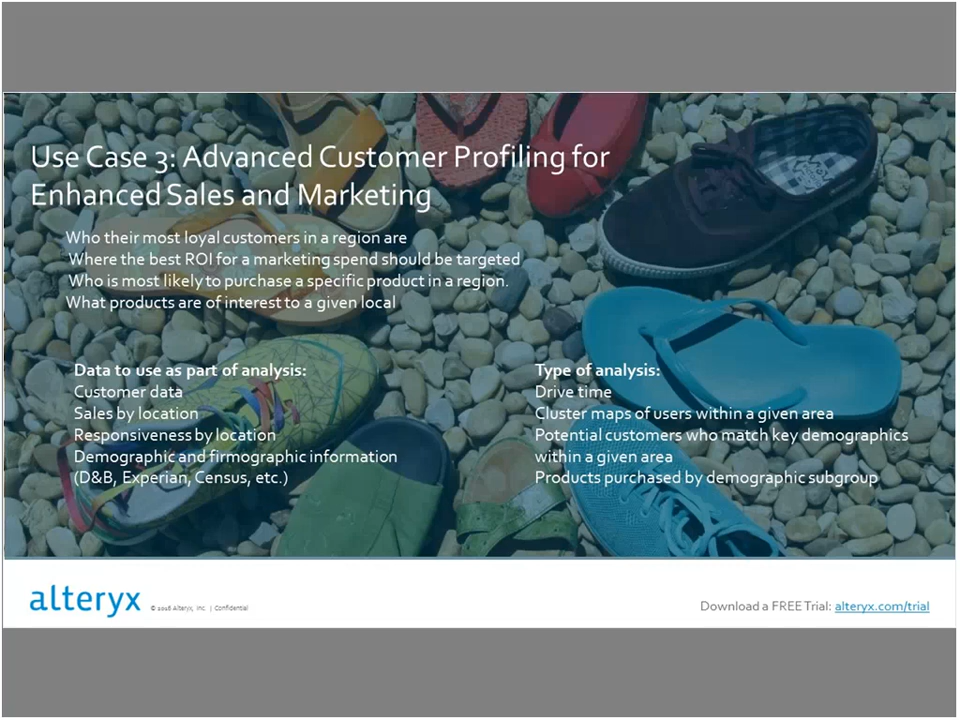 Use Case 3: Advanced Customer Profiling for
Enhanced Sales and Marketing
Who their most loyal customers in a region are
Where the best ROI for a marketing spend should be targeted
Who is most likely to purchase a specific product in a region.
What products are of interest to a given local
Data to use as part of analysis:
Customer data
Sales by location
Responsiveness by location
Demographic and firmographic information
(D&B, Experian, Census, etc.)
Type of analysis:
Drive time
Cluster maps of users within a given area
Potential customers who match key demographics
within a given area
Products purchased by demographic subgroup
alteryx
© Alteryx, Inc. | Confidential
Download a FREE Trial: alteryx.com/trial